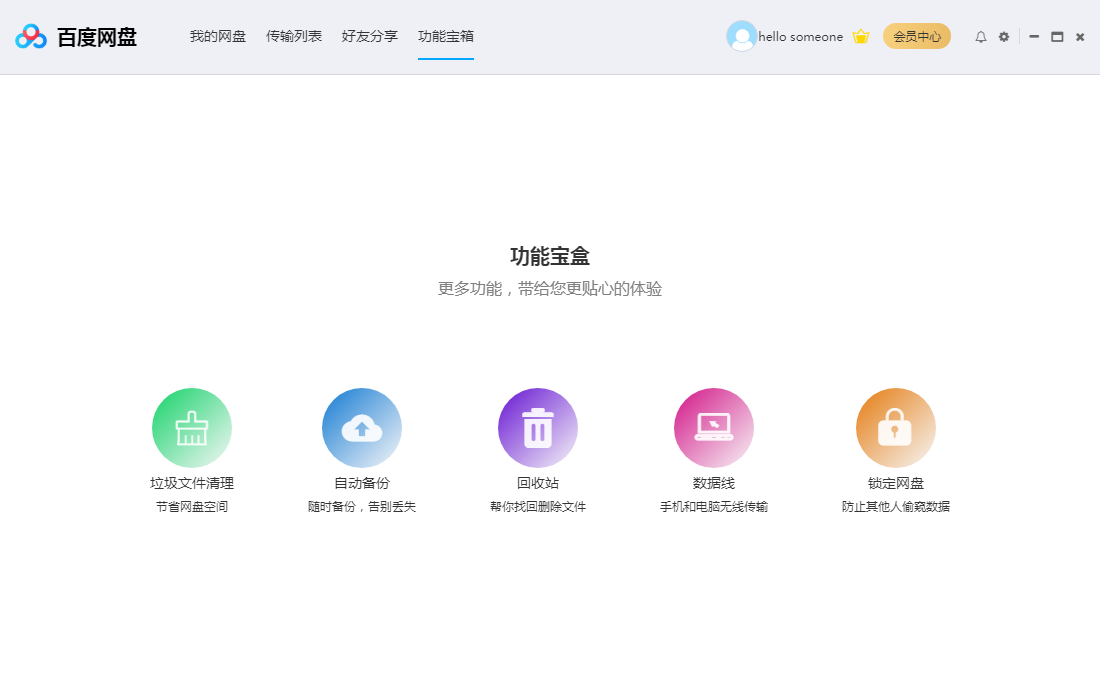 百度网盘 我的网盘 传输列表 好友分享 功能宝箱 hello someone 会员中心
功能宝盒
更多功能，带给您更贴心的体验
垃圾文件清理 自动备份 回收站 数据线 锁定网盘
节省网盘空间 随时备份，告别丢失 帮你找回删除文件 手机和电脑无线传输 防止其他人偷窥数据